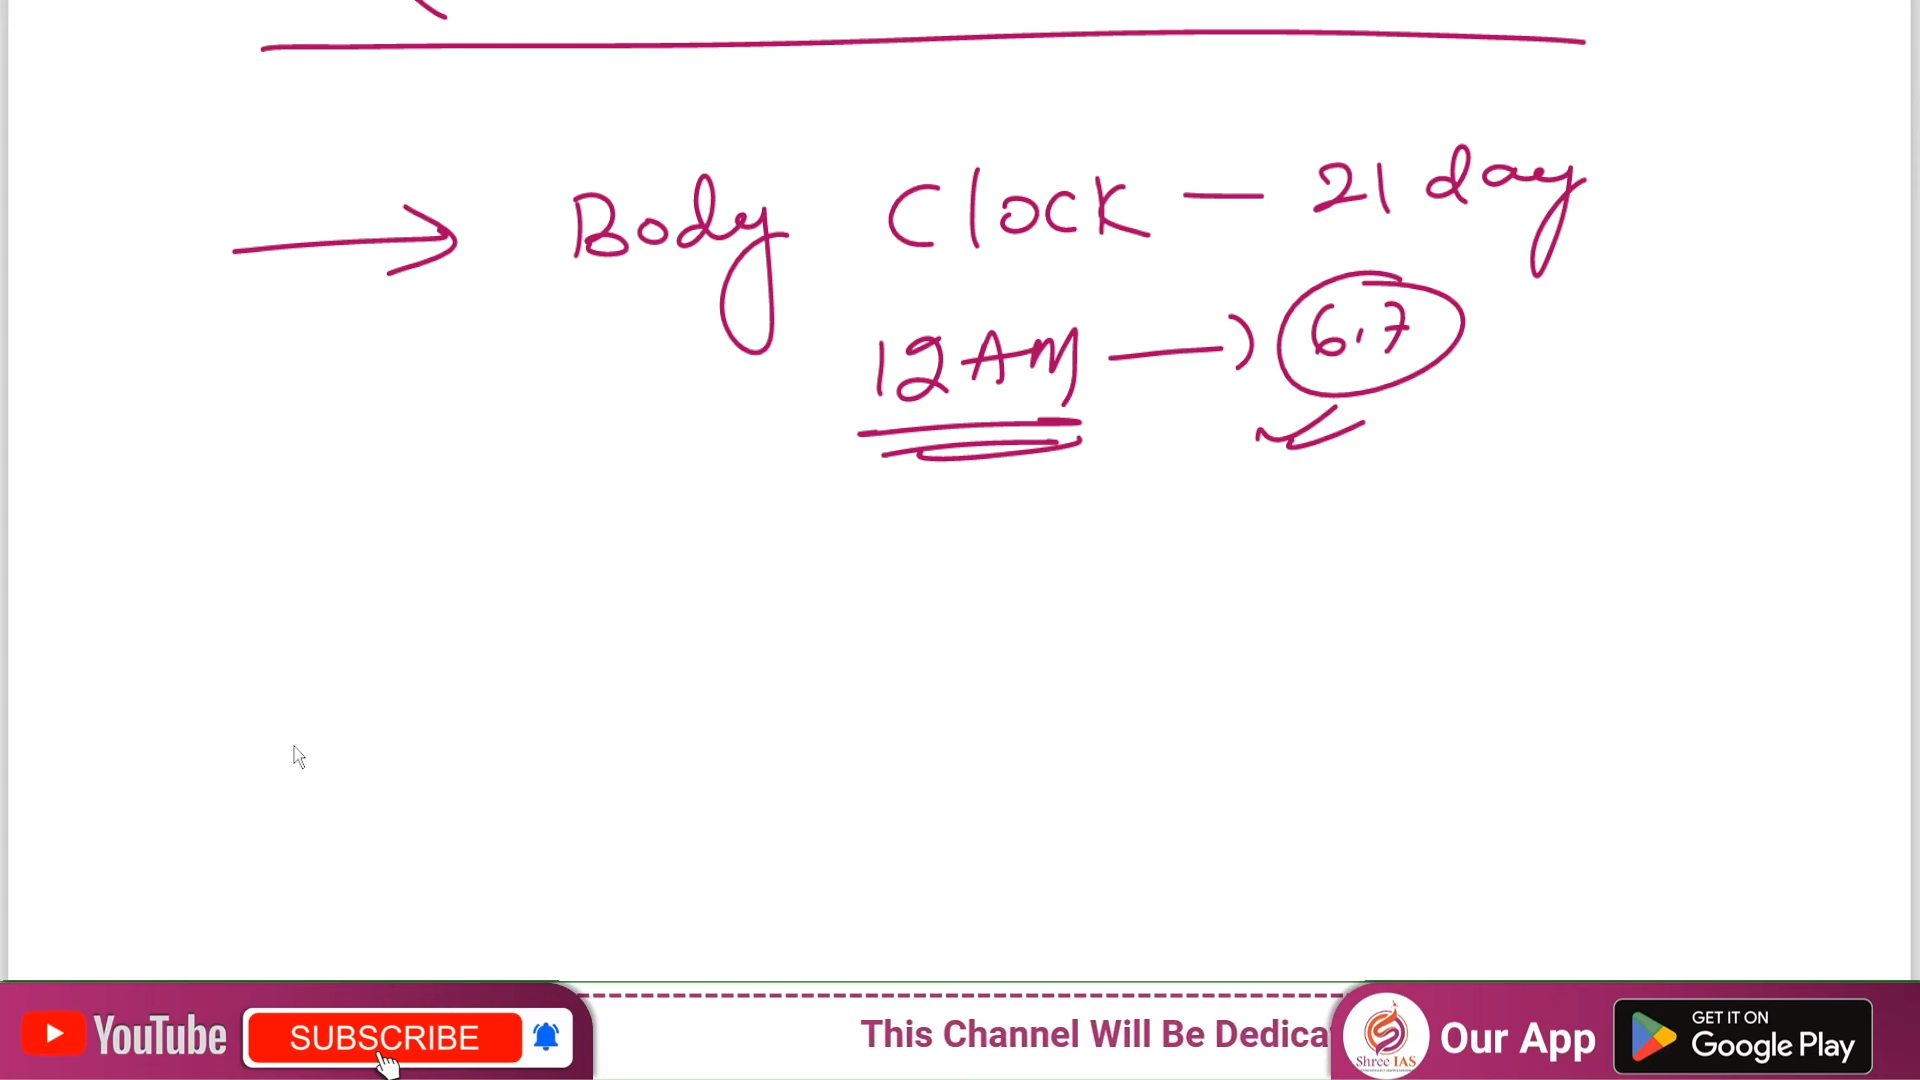 Body Clock — 21 day
12 AM → 6,7
YouTube SUBSCRIBE This Channel Will Be Dedica Shree IAS Our App GET IT ON Google Play